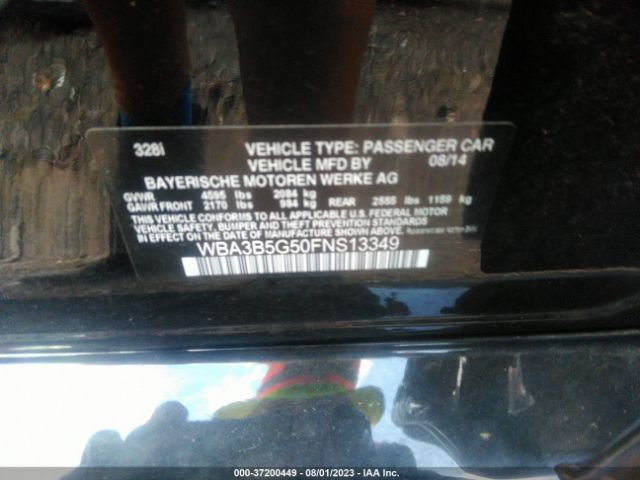 328i VEHICLE TYPE: PASSENGER CAR
VEHICLE MFD BY 08/14
BAYERISCHE MOTOREN WERKE AG
GVWR 4595 lbs 2084 kg
GAWR FRONT 2170 lbs 984 kg REAR 2555 lbs 1159 kg
THIS VEHICLE CONFORMS TO ALL APPLICABLE U.S. FEDERAL MOTOR
VEHICLE SAFETY, BUMPER AND THEFT PREVENTION STANDARDS
IN EFFECT ON THE DATE OF MANUFACTURE SHOWN ABOVE.
WBA3B5G50FNS13349
000-37200449 - 08/01/2023 - IAA Inc.